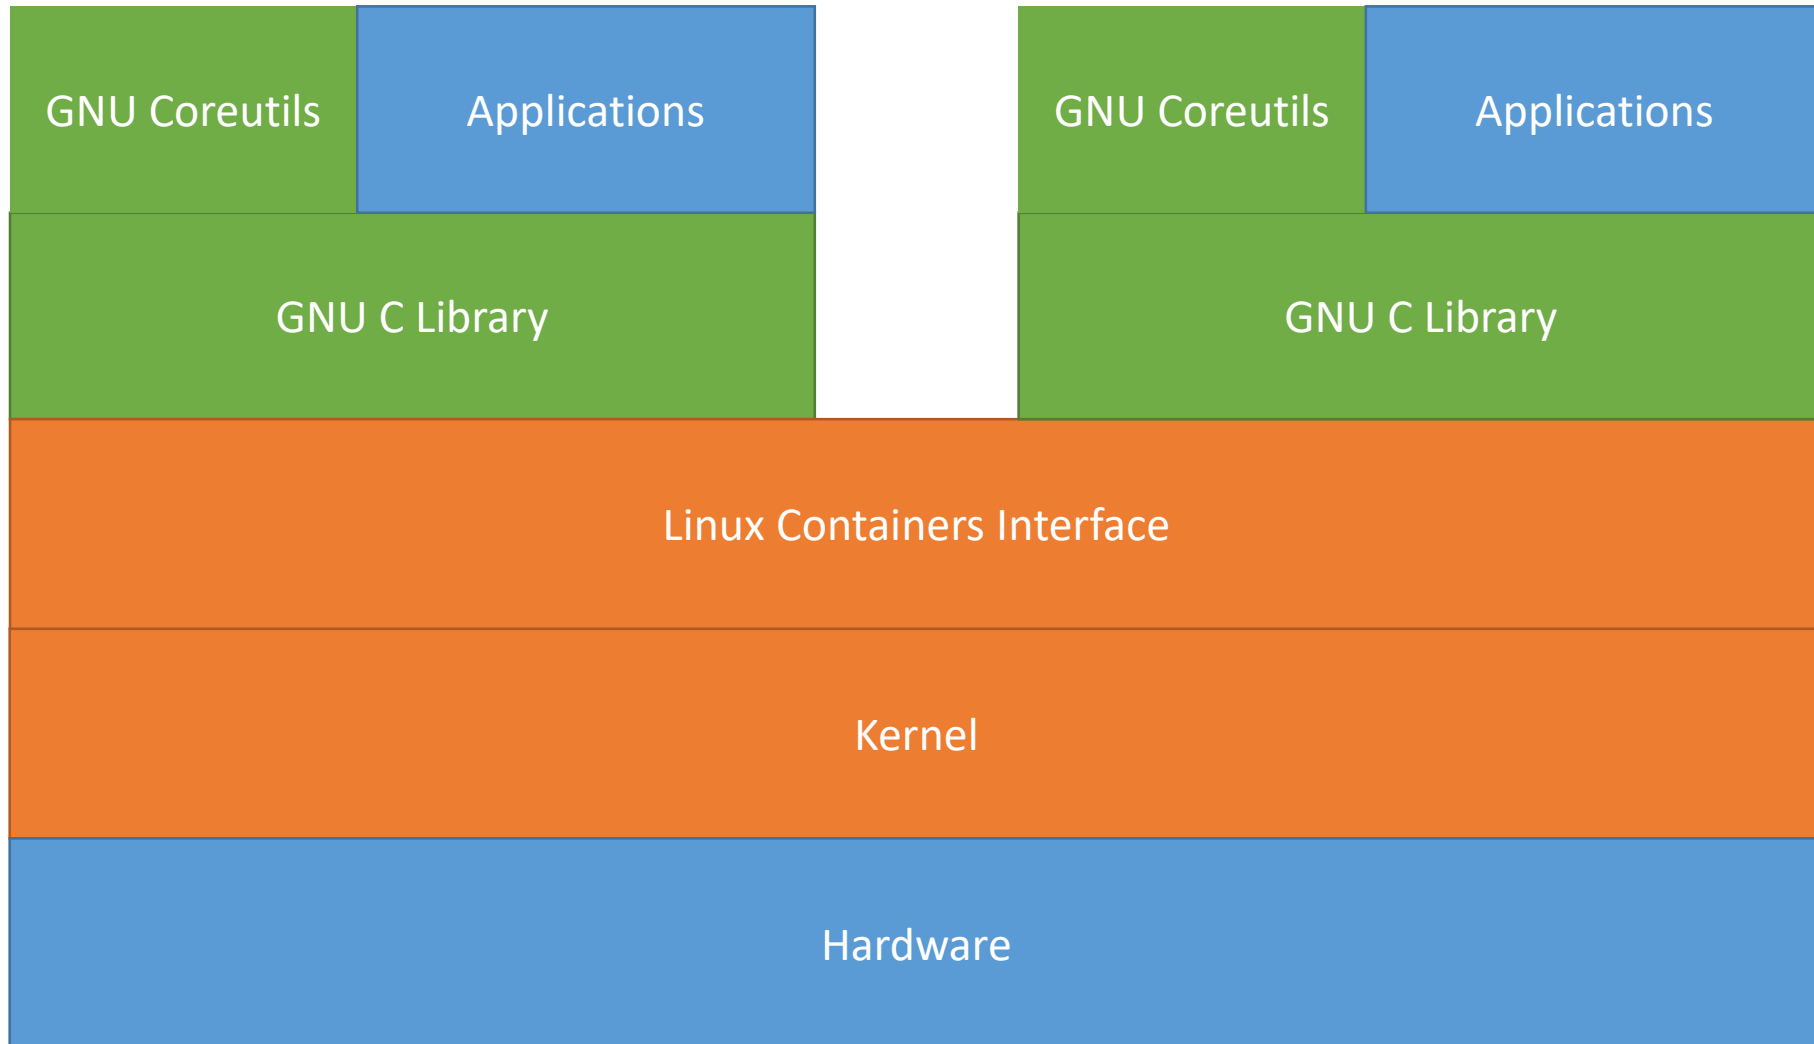 GNU Coreutils
Applications
GNU Coreutils
Applications
GNU C Library
GNU C Library
Linux Containers Interface
Kernel
Hardware